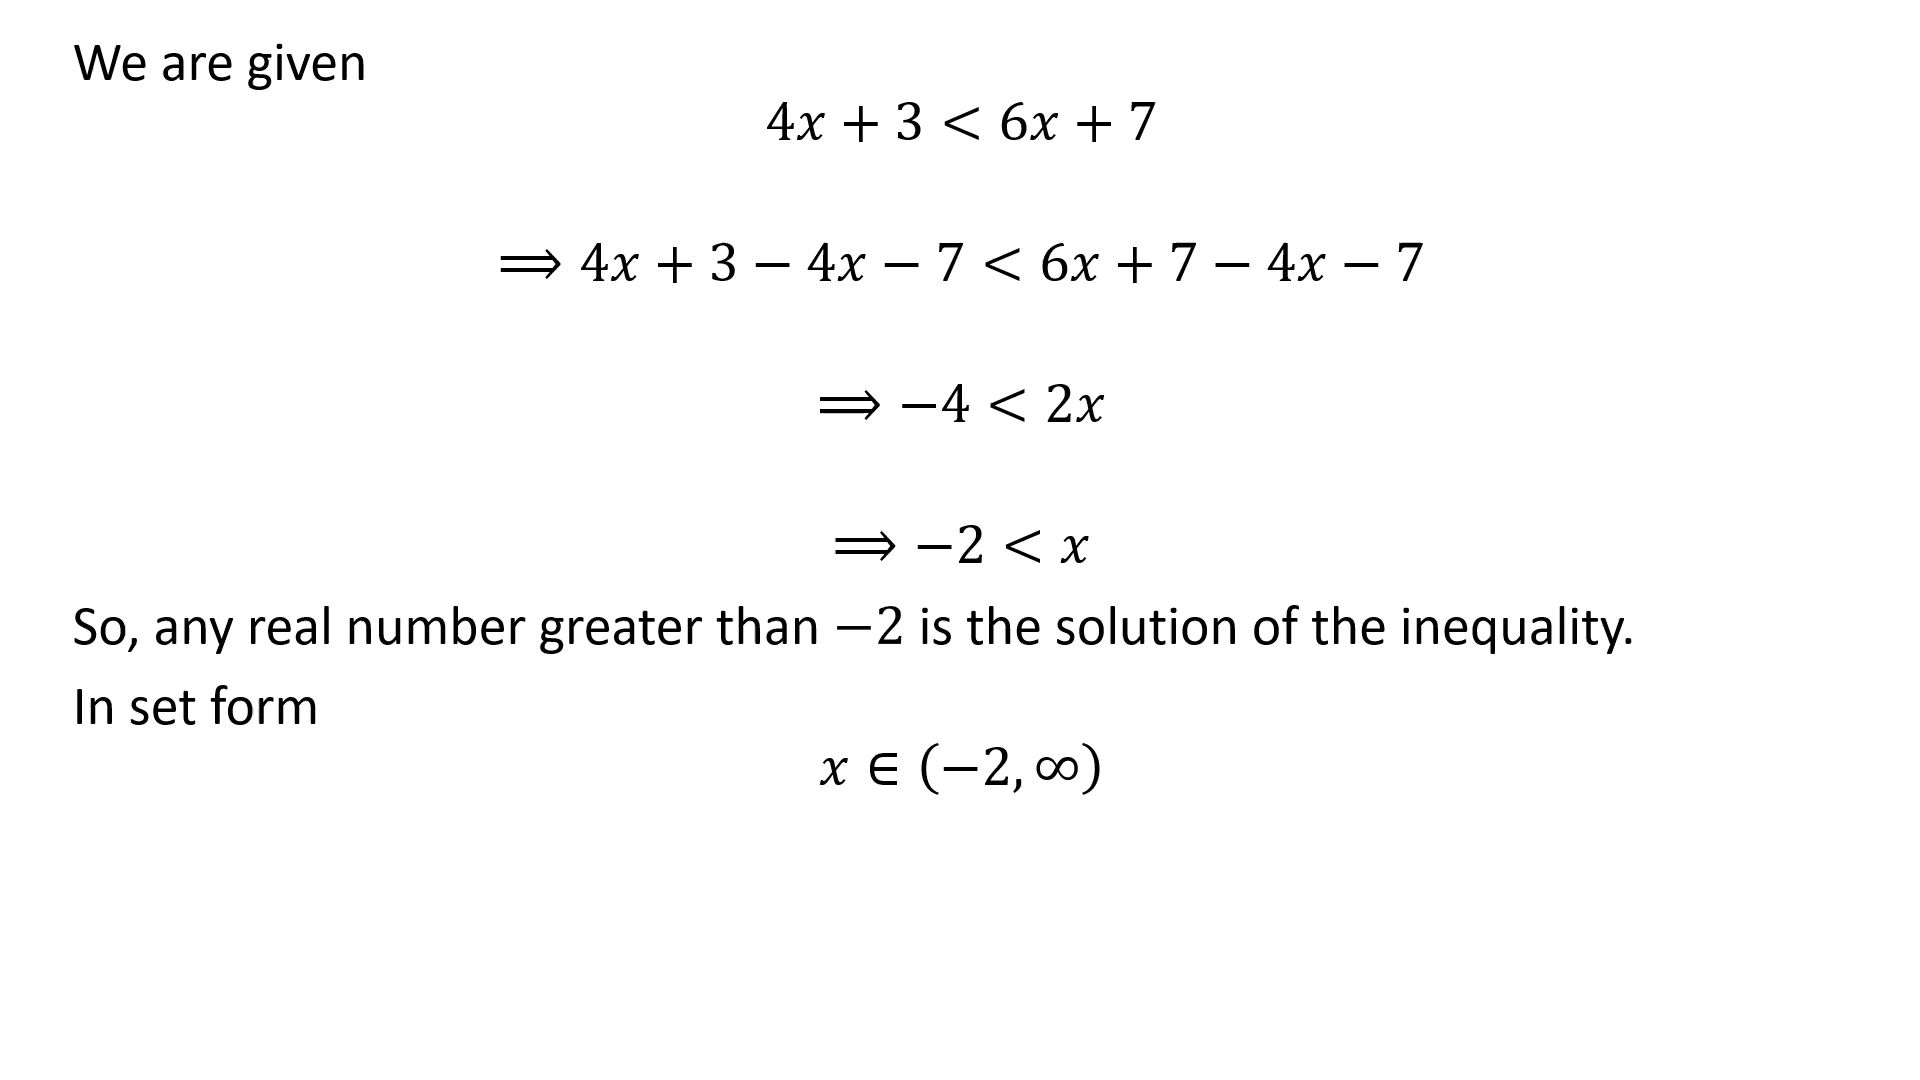 We are given
4x + 3 < 6x + 7
⟹ 4x + 3 − 4x − 7 < 6x + 7 − 4x − 7
⟹ −4 < 2x
⟹ −2 < x
So, any real number greater than −2 is the solution of the inequality.
In set form
x ∈ (−2, ∞)